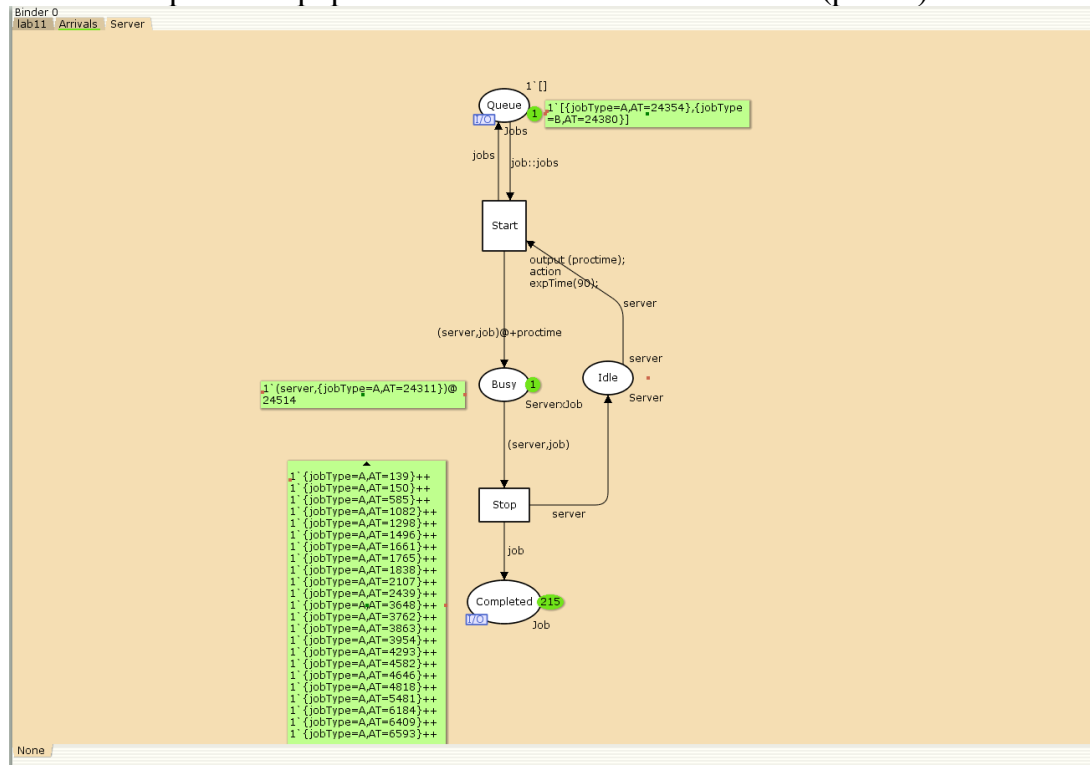 Binder 0
lab11 Arrivals Server
1`[]
Queue
1
1`[{jobType=A,AT=24354},{jobType
=B,AT=24380}]
I/O
Jobs
jobs
job::jobs
Start
output (proctime);
action
expTime(90);
server
(server,job)@+proctime
server
1`(server,{jobType=A,AT=24311})@
24514
Busy
1
Idle
ServerxJob
Server
(server,job)
Stop
server
job
1`{jobType=A,AT=139}++
1`{jobType=A,AT=150}++
1`{jobType=A,AT=585}++
1`{jobType=A,AT=1082}++
1`{jobType=A,AT=1298}++
1`{jobType=A,AT=1496}++
1`{jobType=A,AT=1661}++
1`{jobType=A,AT=1765}++
1`{jobType=A,AT=1838}++
1`{jobType=A,AT=2107}++
1`{jobType=A,AT=2439}++
1`{jobType=A,AT=3648}++
1`{jobType=A,AT=3762}++
1`{jobType=A,AT=3863}++
1`{jobType=A,AT=3954}++
1`{jobType=A,AT=4293}++
1`{jobType=A,AT=4582}++
1`{jobType=A,AT=4646}++
1`{jobType=A,AT=4818}++
1`{jobType=A,AT=5481}++
1`{jobType=A,AT=6184}++
1`{jobType=A,AT=6409}++
1`{jobType=A,AT=6593}++
Completed
215
I/O
Job
None